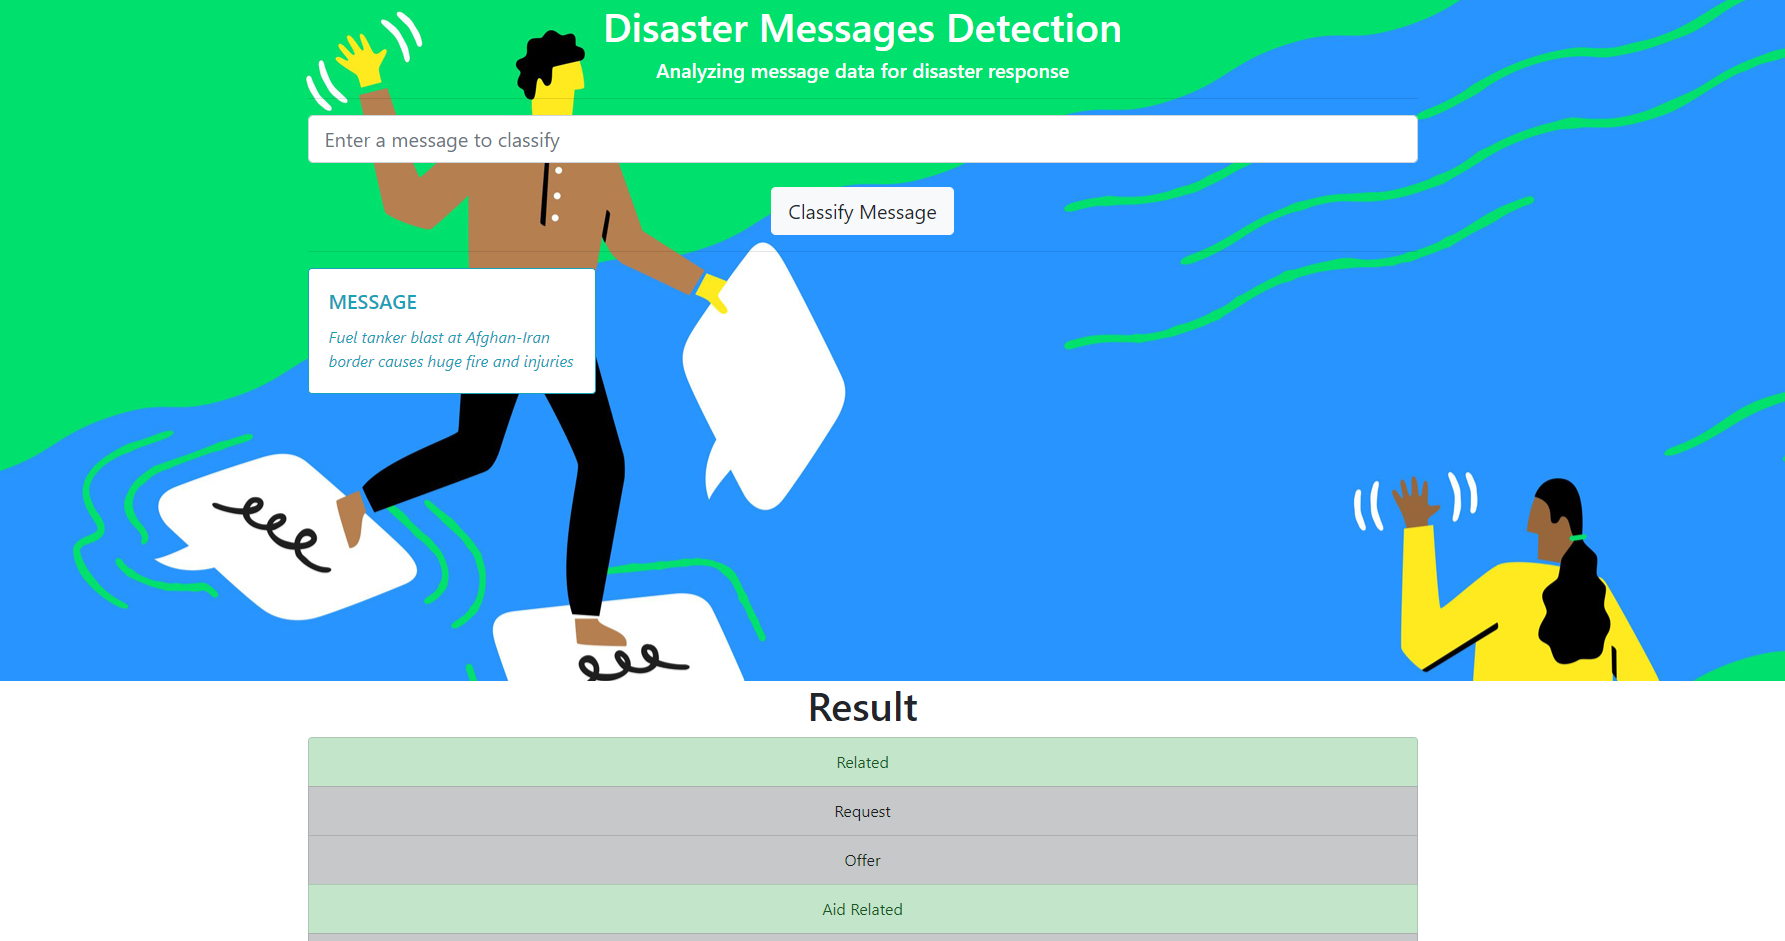 Disaster Messages Detection
Analyzing message data for disaster response
Enter a message to classify
Classify Message
MESSAGE
Fuel tanker blast at Afghan-Iran
border causes huge fire and injuries
Result
Related
Request
Offer
Aid Related